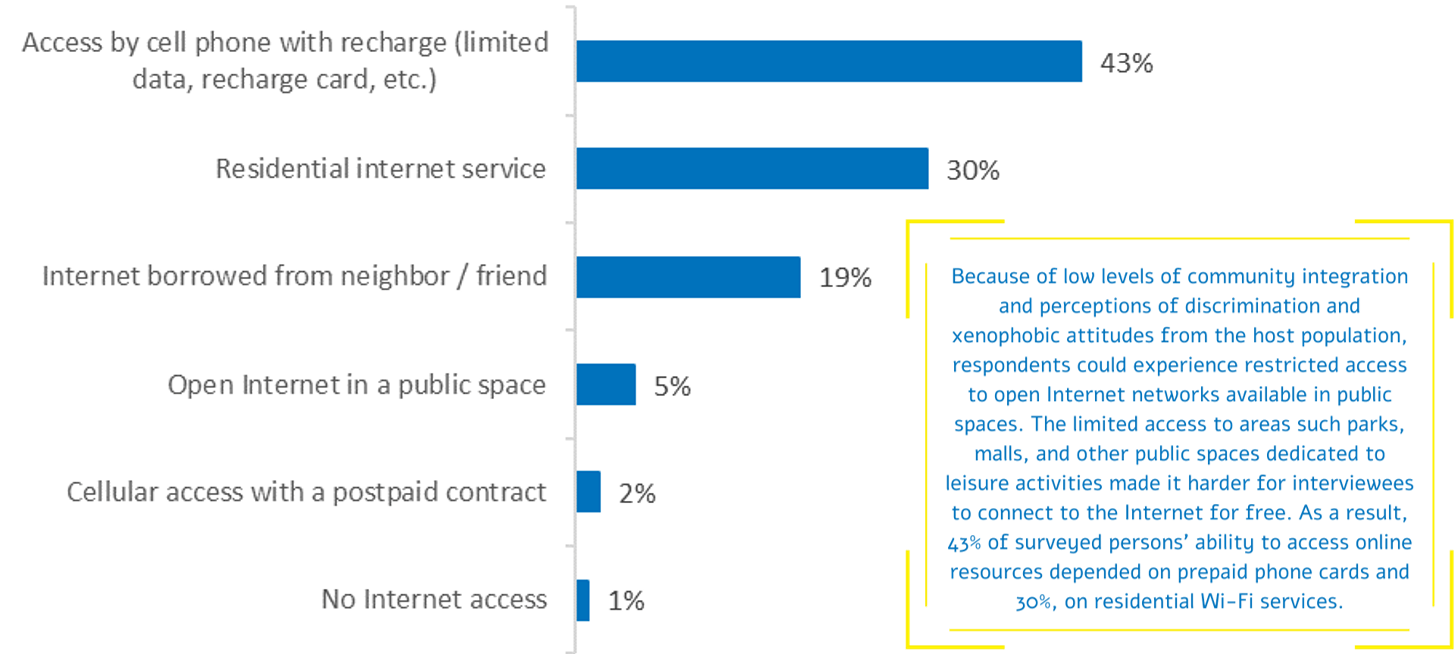 Access by cell phone with recharge (limited
data, recharge card, etc.)
43%
Residential internet service
30%
Internet borrowed from neighbor / friend
19%
Open Internet in a public space
5%
Cellular access with a postpaid contract
2%
No Internet access
1%
Because of low levels of community integration
and perceptions of discrimination and
xenophobic attitudes from the host population,
respondents could experience restricted access
to open Internet networks available in public
spaces. The limited access to areas such parks,
malls, and other public spaces dedicated to
leisure activities made it harder for interviewees
to connect to the Internet for free. As a result,
43% of surveyed persons’ ability to access online
resources depended on prepaid phone cards and
30%, on residential Wi-Fi services.